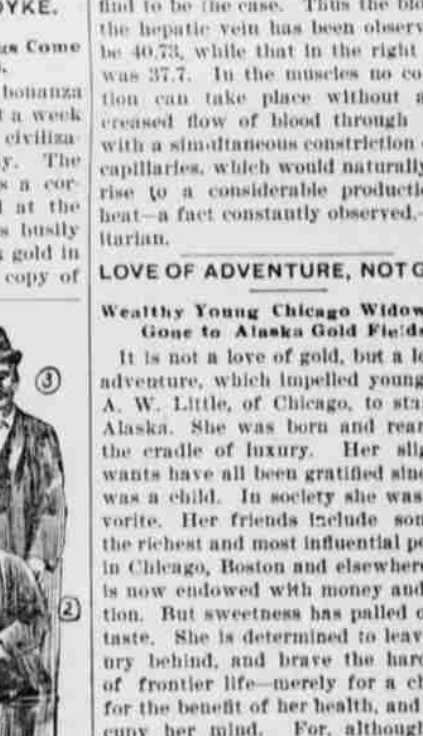 DYKE.
gs Come
bonanza
t a week
civiliza-
y. The
s a cor-
l at the
s busily
s gold in
copy of
3
2
find to be the case. Thus the blo
the hepatic vein has been observ
be 40.73, while that in the right
was 37.7. In the muscles no co
tion can take place without a
creased flow of blood through
with a simultaneous constriction
capillaries, which would naturally
rise to a considerable producti
heat—a fact constantly observed.—
itarian.
LOVE OF ADVENTURE, NOT G
Wealthy Young Chicago Widow
Gone to Alaska Gold Fields
It is not a love of gold, but a lo
adventure, which impelled young
A. W. Little, of Chicago, to sta
Alaska. She was born and rear
the cradle of luxury. Her slig
wants have all been gratified sinc
was a child. In society she was
vorite. Her friends include som
the richest and most influential pe
in Chicago, Boston and elsewhere
is now endowed with money and
tion. But sweetness has palled o
taste. She is determined to leav
ury behind, and brave the hard
of frontier life—merely for a ch
for the benefit of her health, and
cupy her mind. For, although